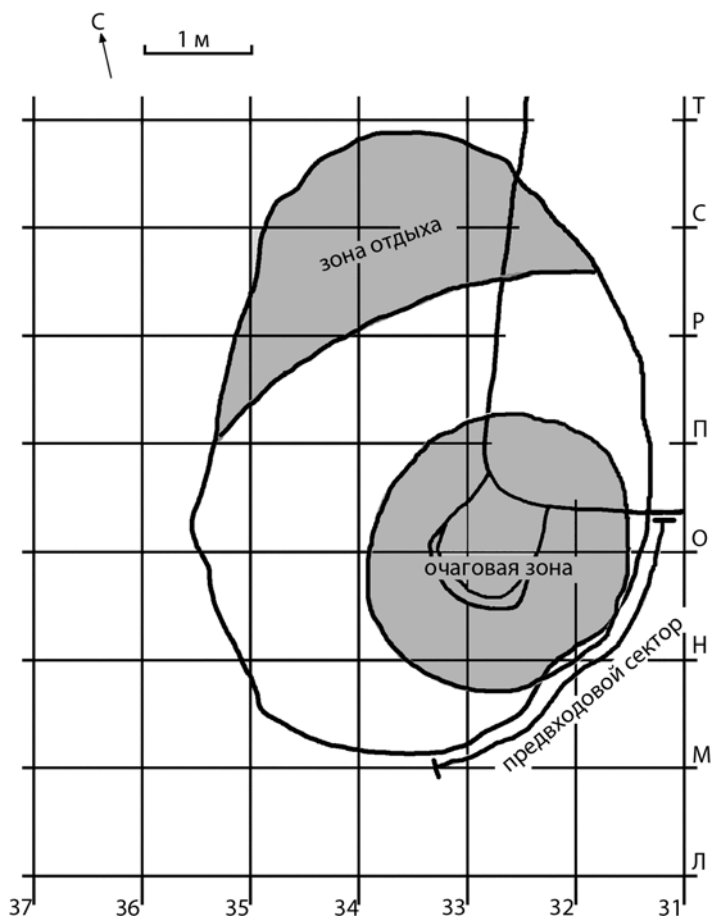 С
1 м
Т
С
зона отдыха
Р
П
О
очаговая зона
Н
предвходовой сектор
М
Л
37 36 35 34 33 32 31